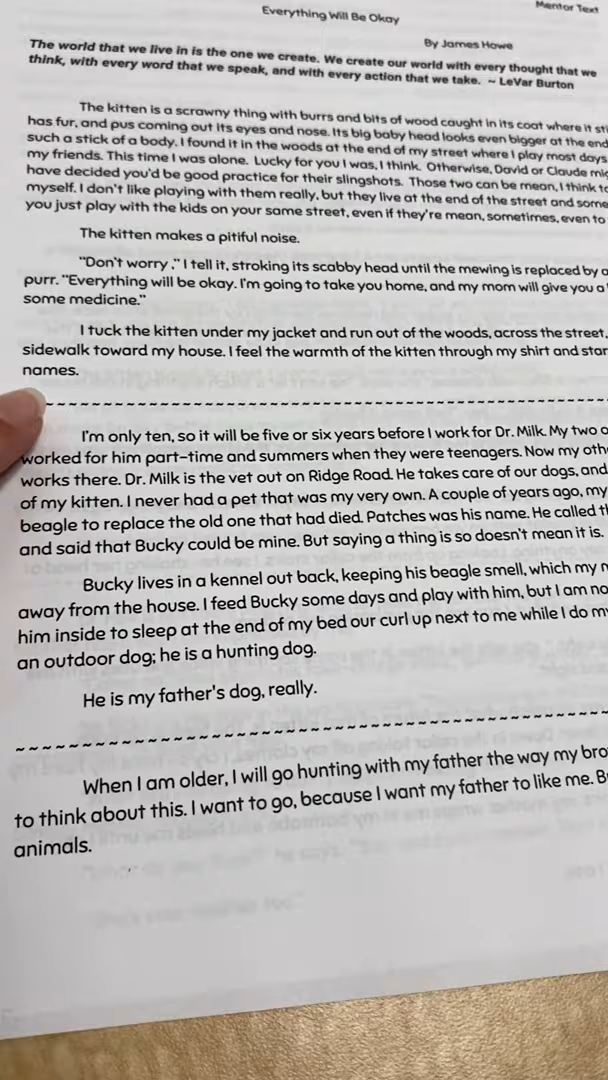 Mentor Text
Everything Will Be Okay
By James Howe
The world that we live in is the one we create. We create our world with every thought that we
think, with every word that we speak, and with every action that we take. ~ LeVar Burton
The kitten is a scrawny thing with burrs and bits of wood caught in its coat where it
has fur, and pus coming out its eyes and nose. Its big baby head looks even bigger at the end
such a stick of a body. I found it in the woods at the end of my street where I play most days
my friends. This time I was alone. Lucky for you I was, I think. Otherwise, David or Claude
have decided you'd be good practice for their slingshots. Those two can be mean, I think
myself. I don't like playing with them really, but they live at the end of the street and
you just play with the kids on your same street, even if they're mean, sometimes, even to
The kitten makes a pitiful noise.
"Don't worry," I tell it, stroking its scabby head until the mewing is replaced by
purr. "Everything will be okay. I'm going to take you home, and my mom will give you a
some medicine."
I tuck the kitten under my jacket and run out of the woods, across the street,
sidewalk toward my house. I feel the warmth of the kitten through my shirt and
names.
I'm only ten, so it will be five or six years before I work for Dr. Milk. My two
worked for him part-time and summers when they were teenagers. Now my
works there. Dr. Milk is the vet out on Ridge Road. He takes care of our dogs, and
of my kitten. I never had a pet that was my very own. A couple of years ago, my
beagle to replace the old one that had died. Patches was his name. He called
and said that Bucky could be mine. But saying a thing is so doesn't mean it is.
Bucky lives in a kennel out back, keeping his beagle smell, which my
away from the house. I feed Bucky some days and play with him, but I am
him inside to sleep at the end of my bed our curl up next to me while I do
an outdoor dog; he is a hunting dog.
He is my father's dog, really.
When I am older, I will go hunting with my father the way my
to think about this. I want to go, because I want my father to like me.
animals.